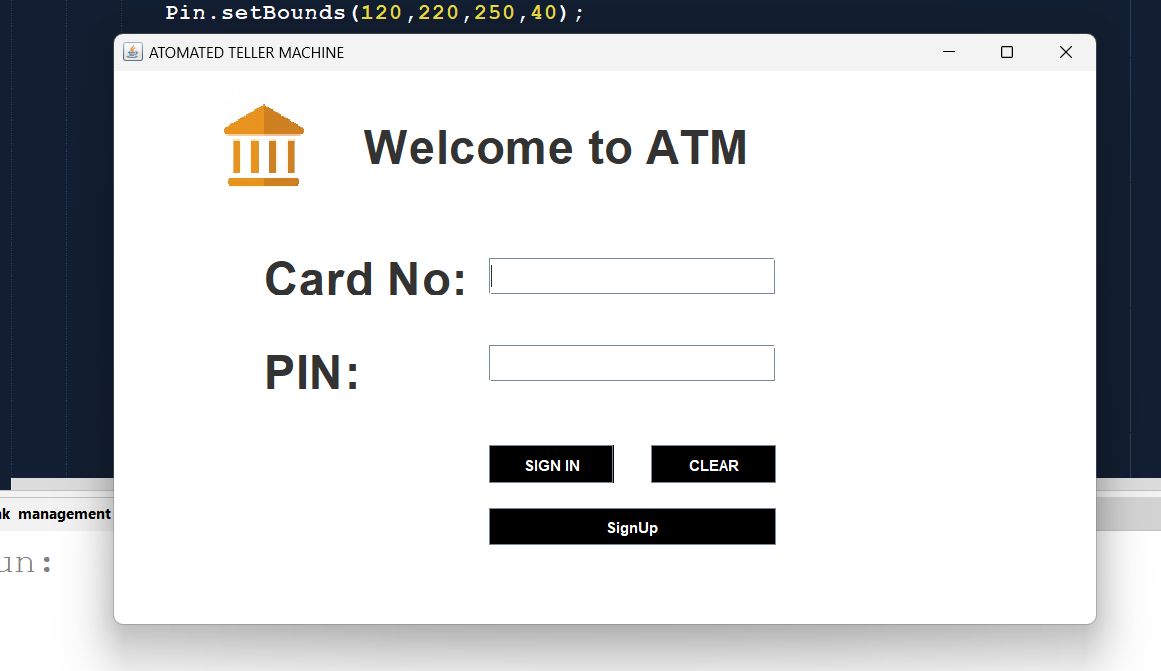 Pin.setBounds(120,220,250,40);
ATOMATED TELLER MACHINE
Welcome to ATM
Card No:
PIN:
SIGN IN
CLEAR
SignUp
management
un: